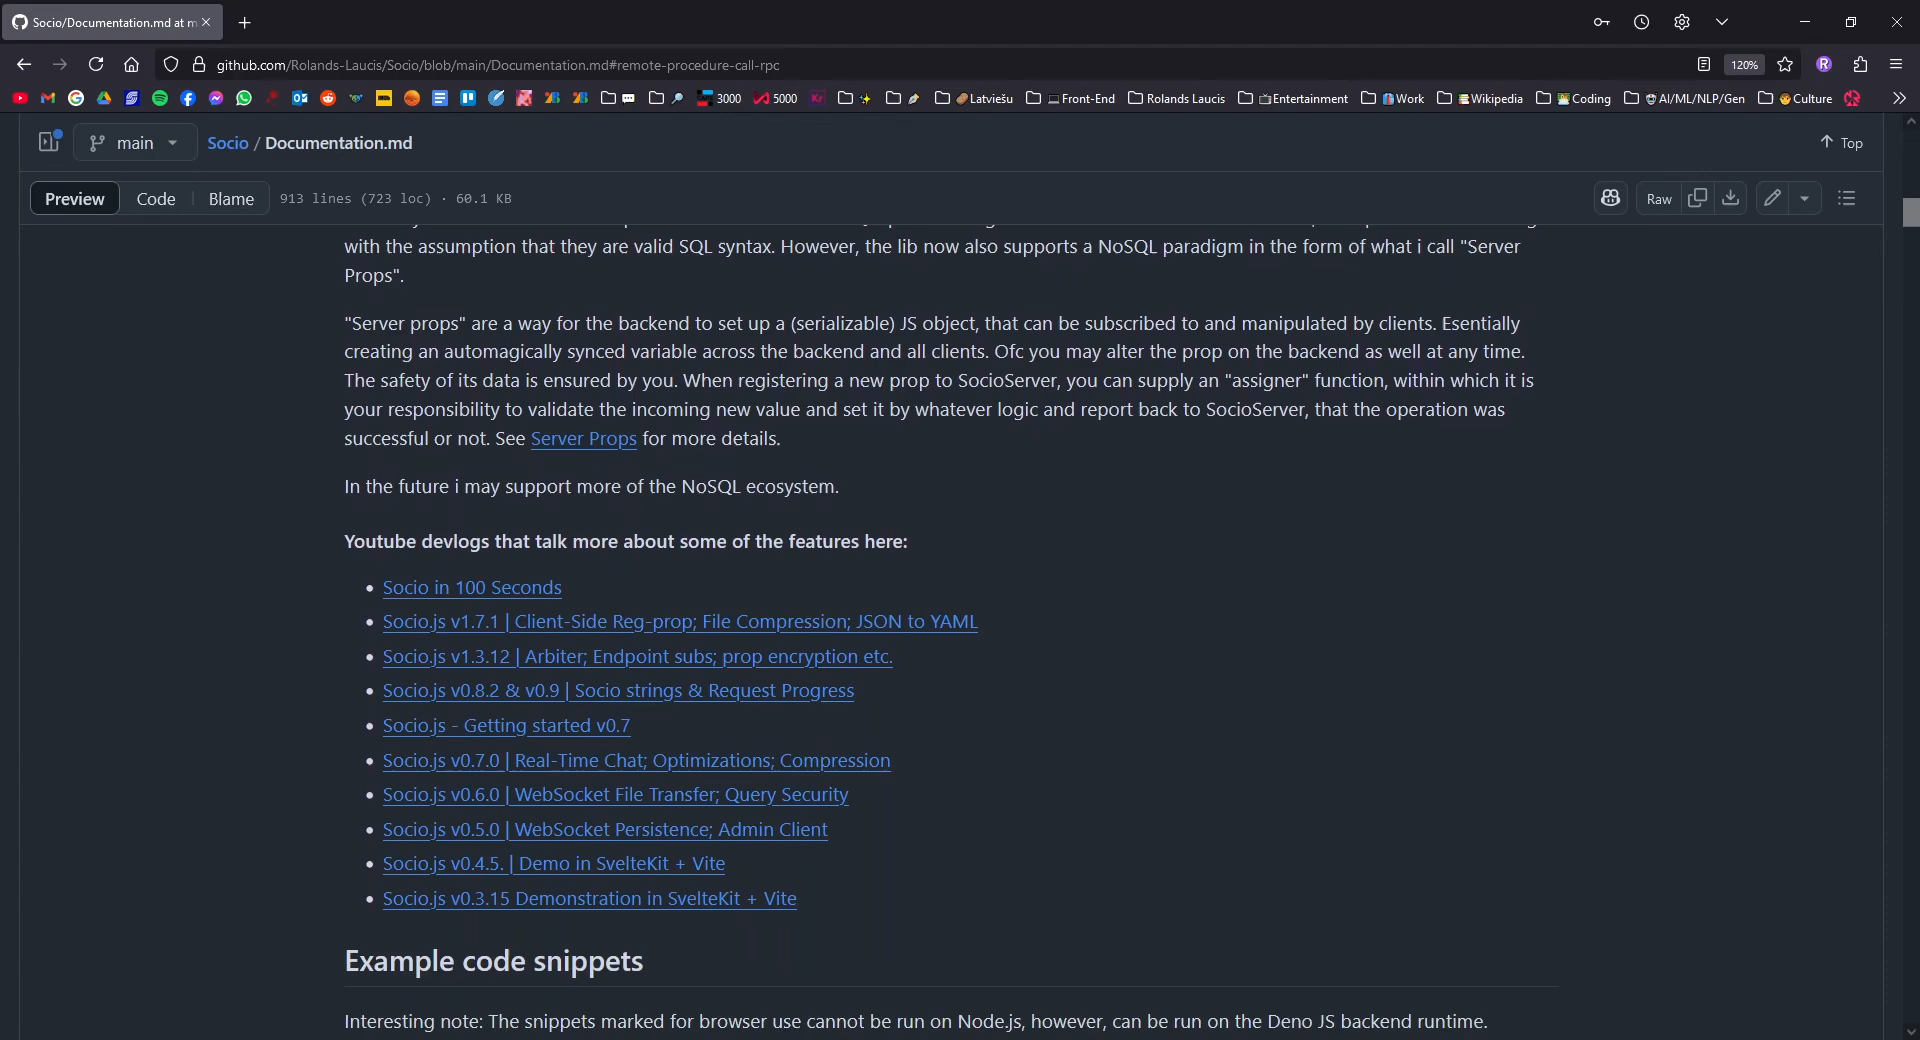 Socio/Documentation.md at m
github.com/Rolands-Laucis/Socio/blob/main/Documentation.md#remote-procedure-call-rpc
120%
R
3000
5000
Kr
Latviešu
Front-End
Rolands Laucis
Entertainment
Work
Wikipedia
Coding
AI/ML/NLP/Gen
Culture
main
Socio / Documentation.md
Top
Preview
Code
Blame
913 lines (723 loc) · 60.1 KB
Raw
with the assumption that they are valid SQL syntax. However, the lib now also supports a NoSQL paradigm in the form of what i call "Server
Props".
"Server props" are a way for the backend to set up a (serializable) JS object, that can be subscribed to and manipulated by clients. Esentially
creating an automagically synced variable across the backend and all clients. Ofc you may alter the prop on the backend as well at any time.
The safety of its data is ensured by you. When registering a new prop to SocioServer, you can supply an "assigner" function, within which it is
your responsibility to validate the incoming new value and set it by whatever logic and report back to SocioServer, that the operation was
successful or not. See Server Props for more details.
In the future i may support more of the NoSQL ecosystem.
Youtube devlogs that talk more about some of the features here:
• Socio in 100 Seconds
• Socio.js v1.7.1 | Client-Side Reg-prop; File Compression; JSON to YAML
• Socio.js v1.3.12 | Arbiter; Endpoint subs; prop encryption etc.
• Socio.js v0.8.2 & v0.9 | Socio strings & Request Progress
• Socio.js - Getting started v0.7
• Socio.js v0.7.0 | Real-Time Chat; Optimizations; Compression
• Socio.js v0.6.0 | WebSocket File Transfer; Query Security
• Socio.js v0.5.0 | WebSocket Persistence; Admin Client
• Socio.js v0.4.5. | Demo in SvelteKit + Vite
• Socio.js v0.3.15 Demonstration in SvelteKit + Vite
Example code snippets
Interesting note: The snippets marked for browser use cannot be run on Node.js, however, can be run on the Deno JS backend runtime.